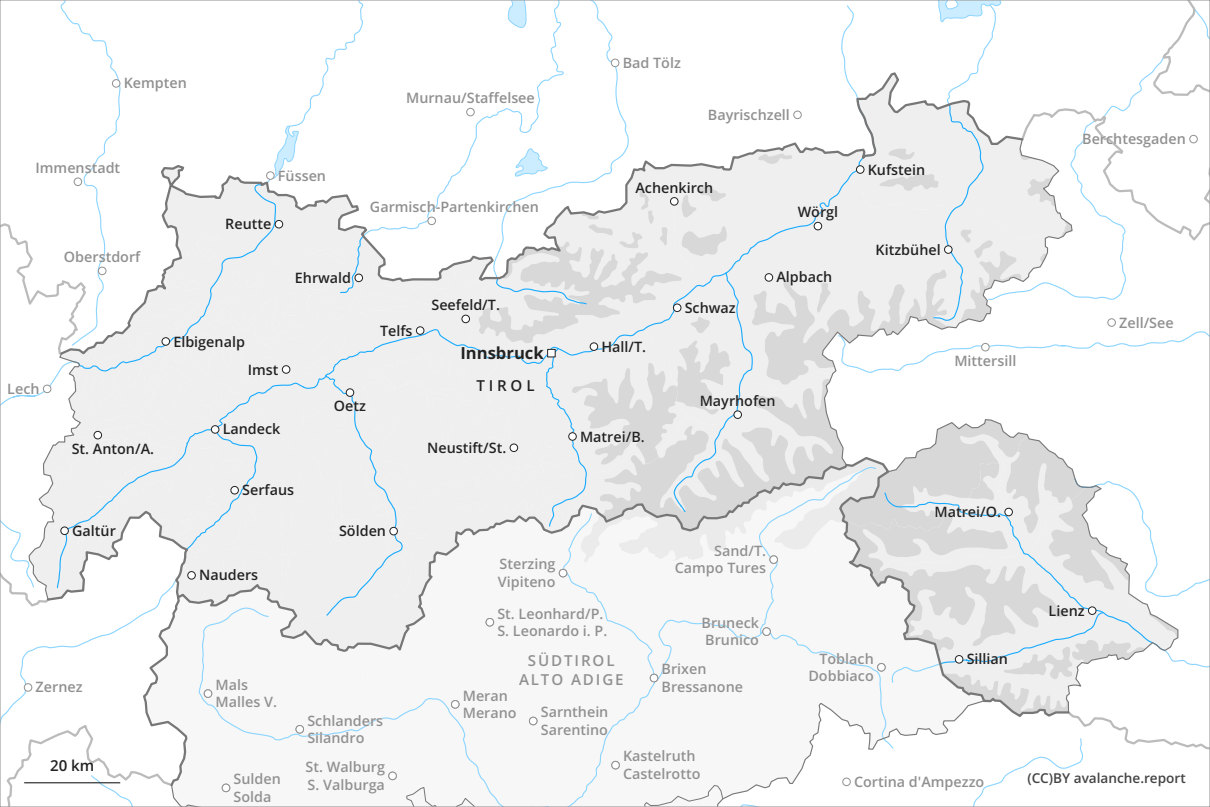 Kempten
Bad Tölz
Murnau/Staffelsee
Bayrischzell
Berchtesgaden
Immenstadt
Füssen
Kufstein
Achenkirch
Garmisch-Partenkirchen
Wörgl
Reutte
Kitzbühel
Oberstdorf
Ehrwald
Alpbach
Seefeld/T.
Schwaz
Zell/See
Telfs
Elbigenalp
Innsbruck
Hall/T.
Mittersill
Imst
TIROL
Lech
Oetz
Mayrhofen
Landeck
Matrei/B.
St. Anton/A.
Neustift/St.
Serfaus
Matrei/O.
Galtür
Sölden
Sand/T.
Campo Tures
Sterzing
Vipiteno
Nauders
Lienz
St. Leonhard/P.
S. Leonardo i. P.
Bruneck
Brunico
SÜDTIROL
ALTO ADIGE
Toblach
Dobbiaco
Sillian
Brixen
Bressanone
Zernez
Mals
Malles V.
Meran
Merano
Sarnthein
Sarentino
Schlanders
Silandro
Kastelruth
Castelrotto
20 km
St. Walburg
S. Valburga
Sulden
Solda
Cortina d'Ampezzo
(CC)BY avalanche.report